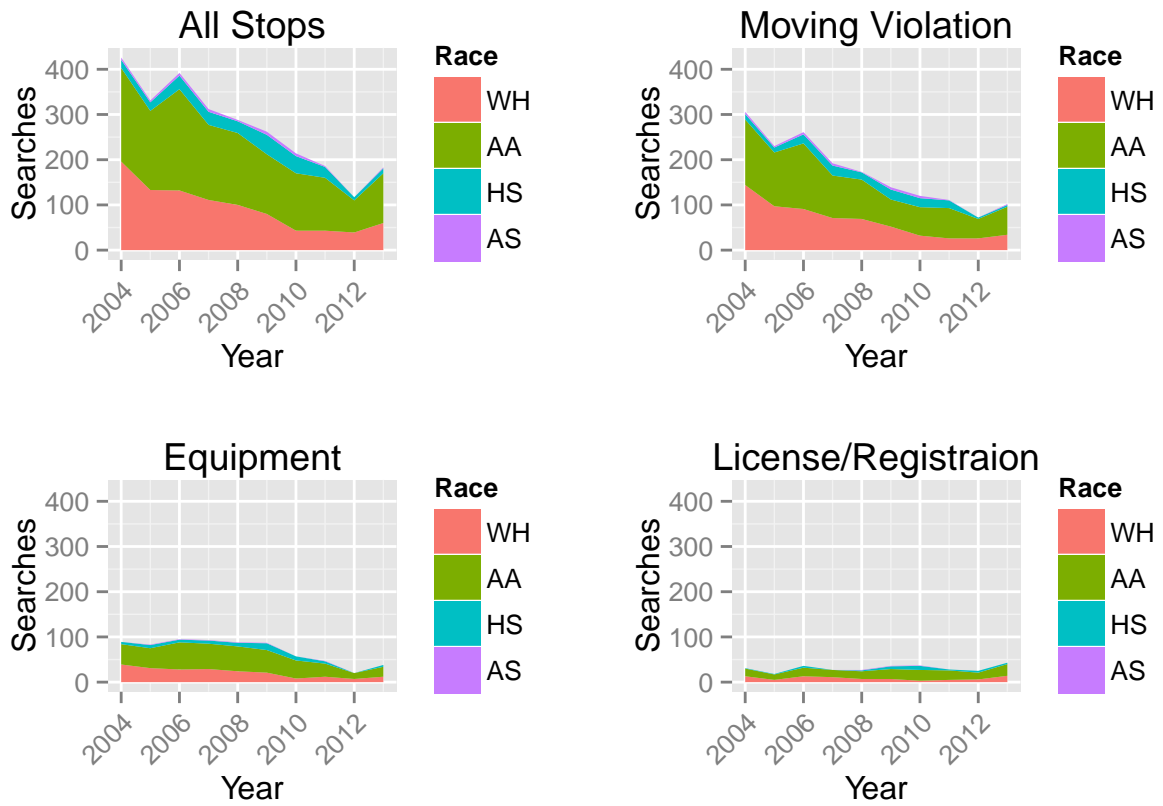 All Stops
Searches
400
300
200
100
0
2004
2006
2008
2010
2012
Year
Race
WH
AA
HS
AS
Moving Violation
Searches
400
300
200
100
0
2004
2006
2008
2010
2012
Year
Race
WH
AA
HS
AS
Equipment
Searches
400
300
200
100
0
2004
2006
2008
2010
2012
Year
Race
WH
AA
HS
AS
License/Registraion
Searches
400
300
200
100
0
2004
2006
2008
2010
2012
Year
Race
WH
AA
HS
AS